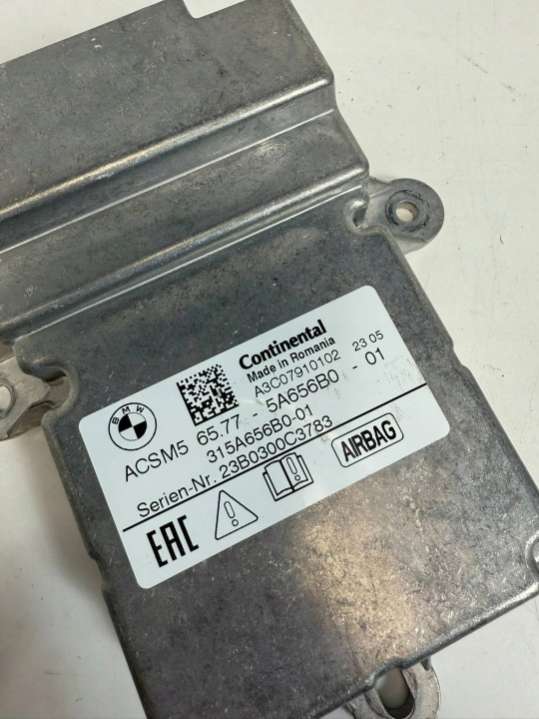 Continental
Made in Romania
A3C07910102 23 05
BMW
ACSM5 65.77 - 5A656B0 - 01
315A656B0-01
Serien-Nr. 23B0300C3783
EAC
AIRBAG